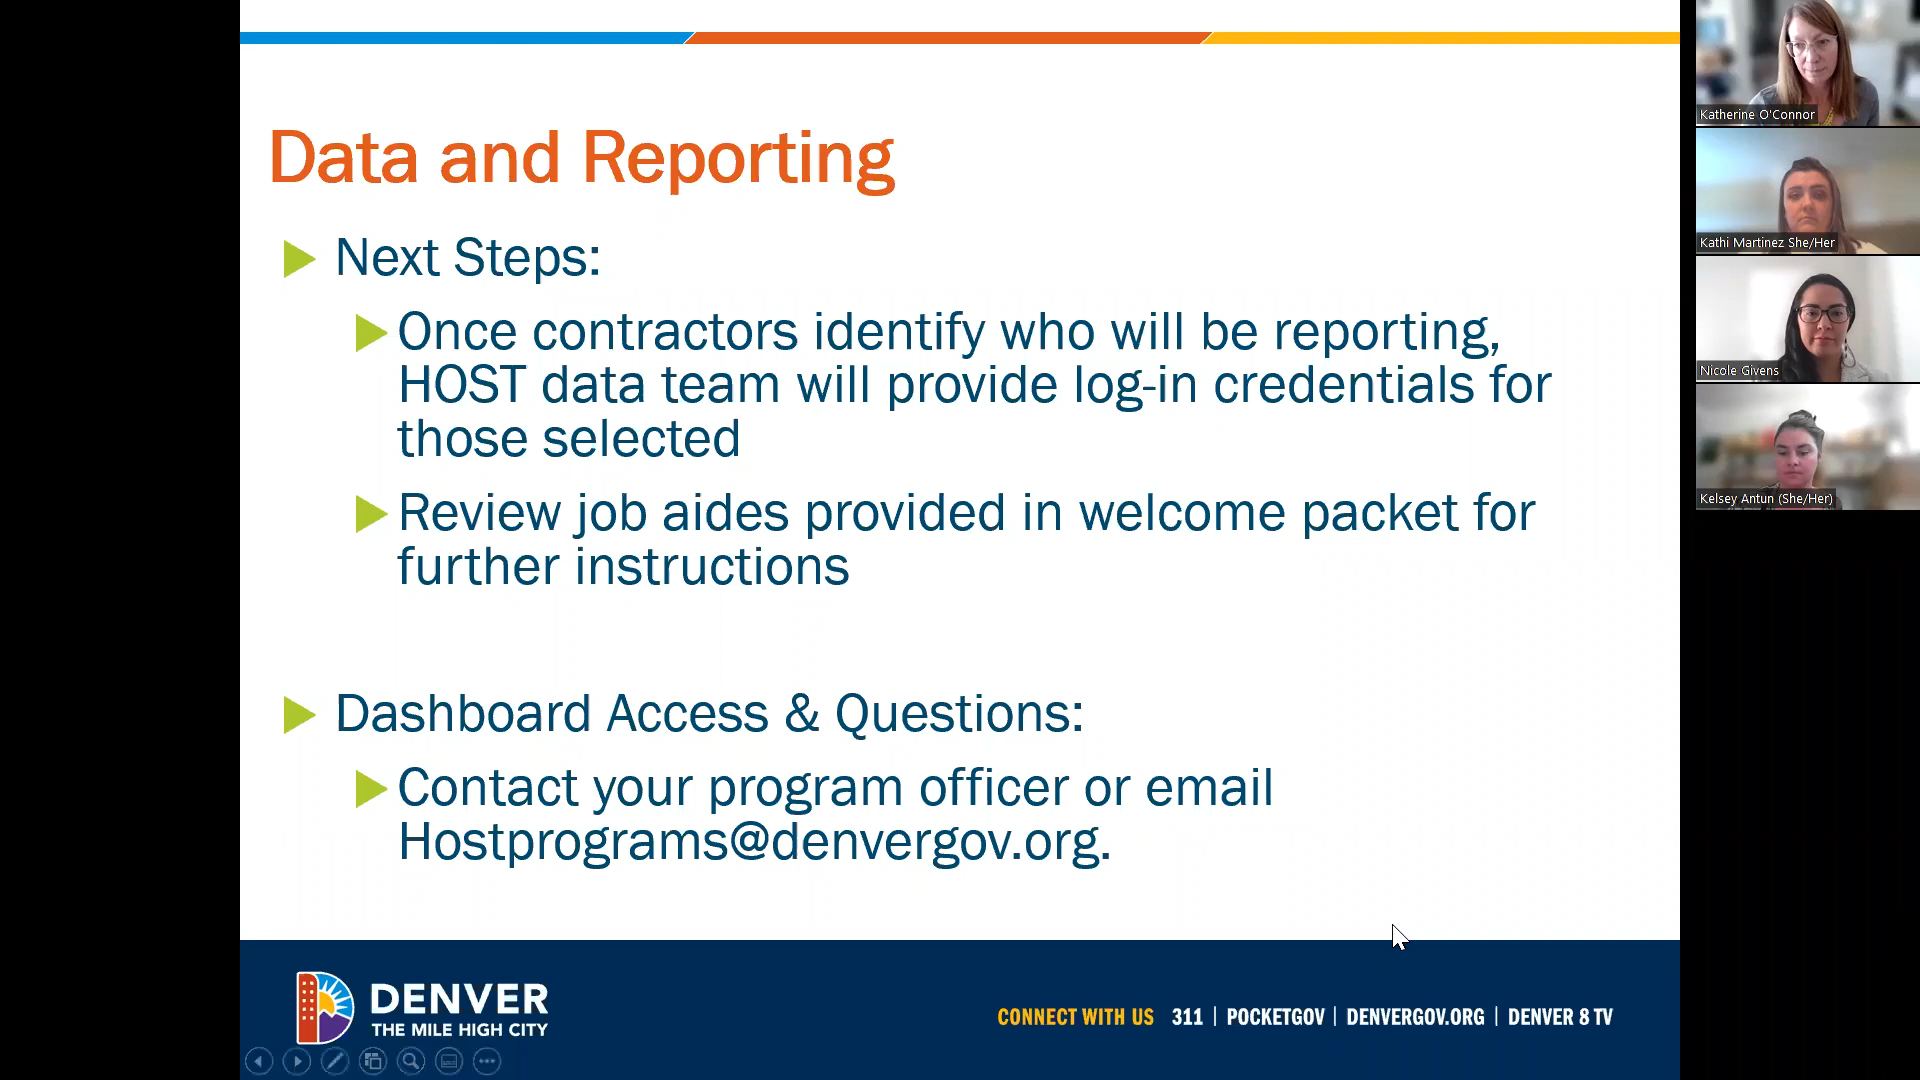 Data and Reporting
Next Steps:
Once contractors identify who will be reporting,
HOST data team will provide log-in credentials for
those selected
Review job aides provided in welcome packet for
further instructions
Dashboard Access & Questions:
Contact your program officer or email
Hostprograms@denvergov.org.
DENVER
THE MILE HIGH CITY
CONNECT WITH US 311 | POCKETGOV | DENVERGOV.ORG | DENVER 8 TV
Katherine O'Connor
Kathi Martinez She/Her
Nicole Givens
Kelsey Antun (She/Her)